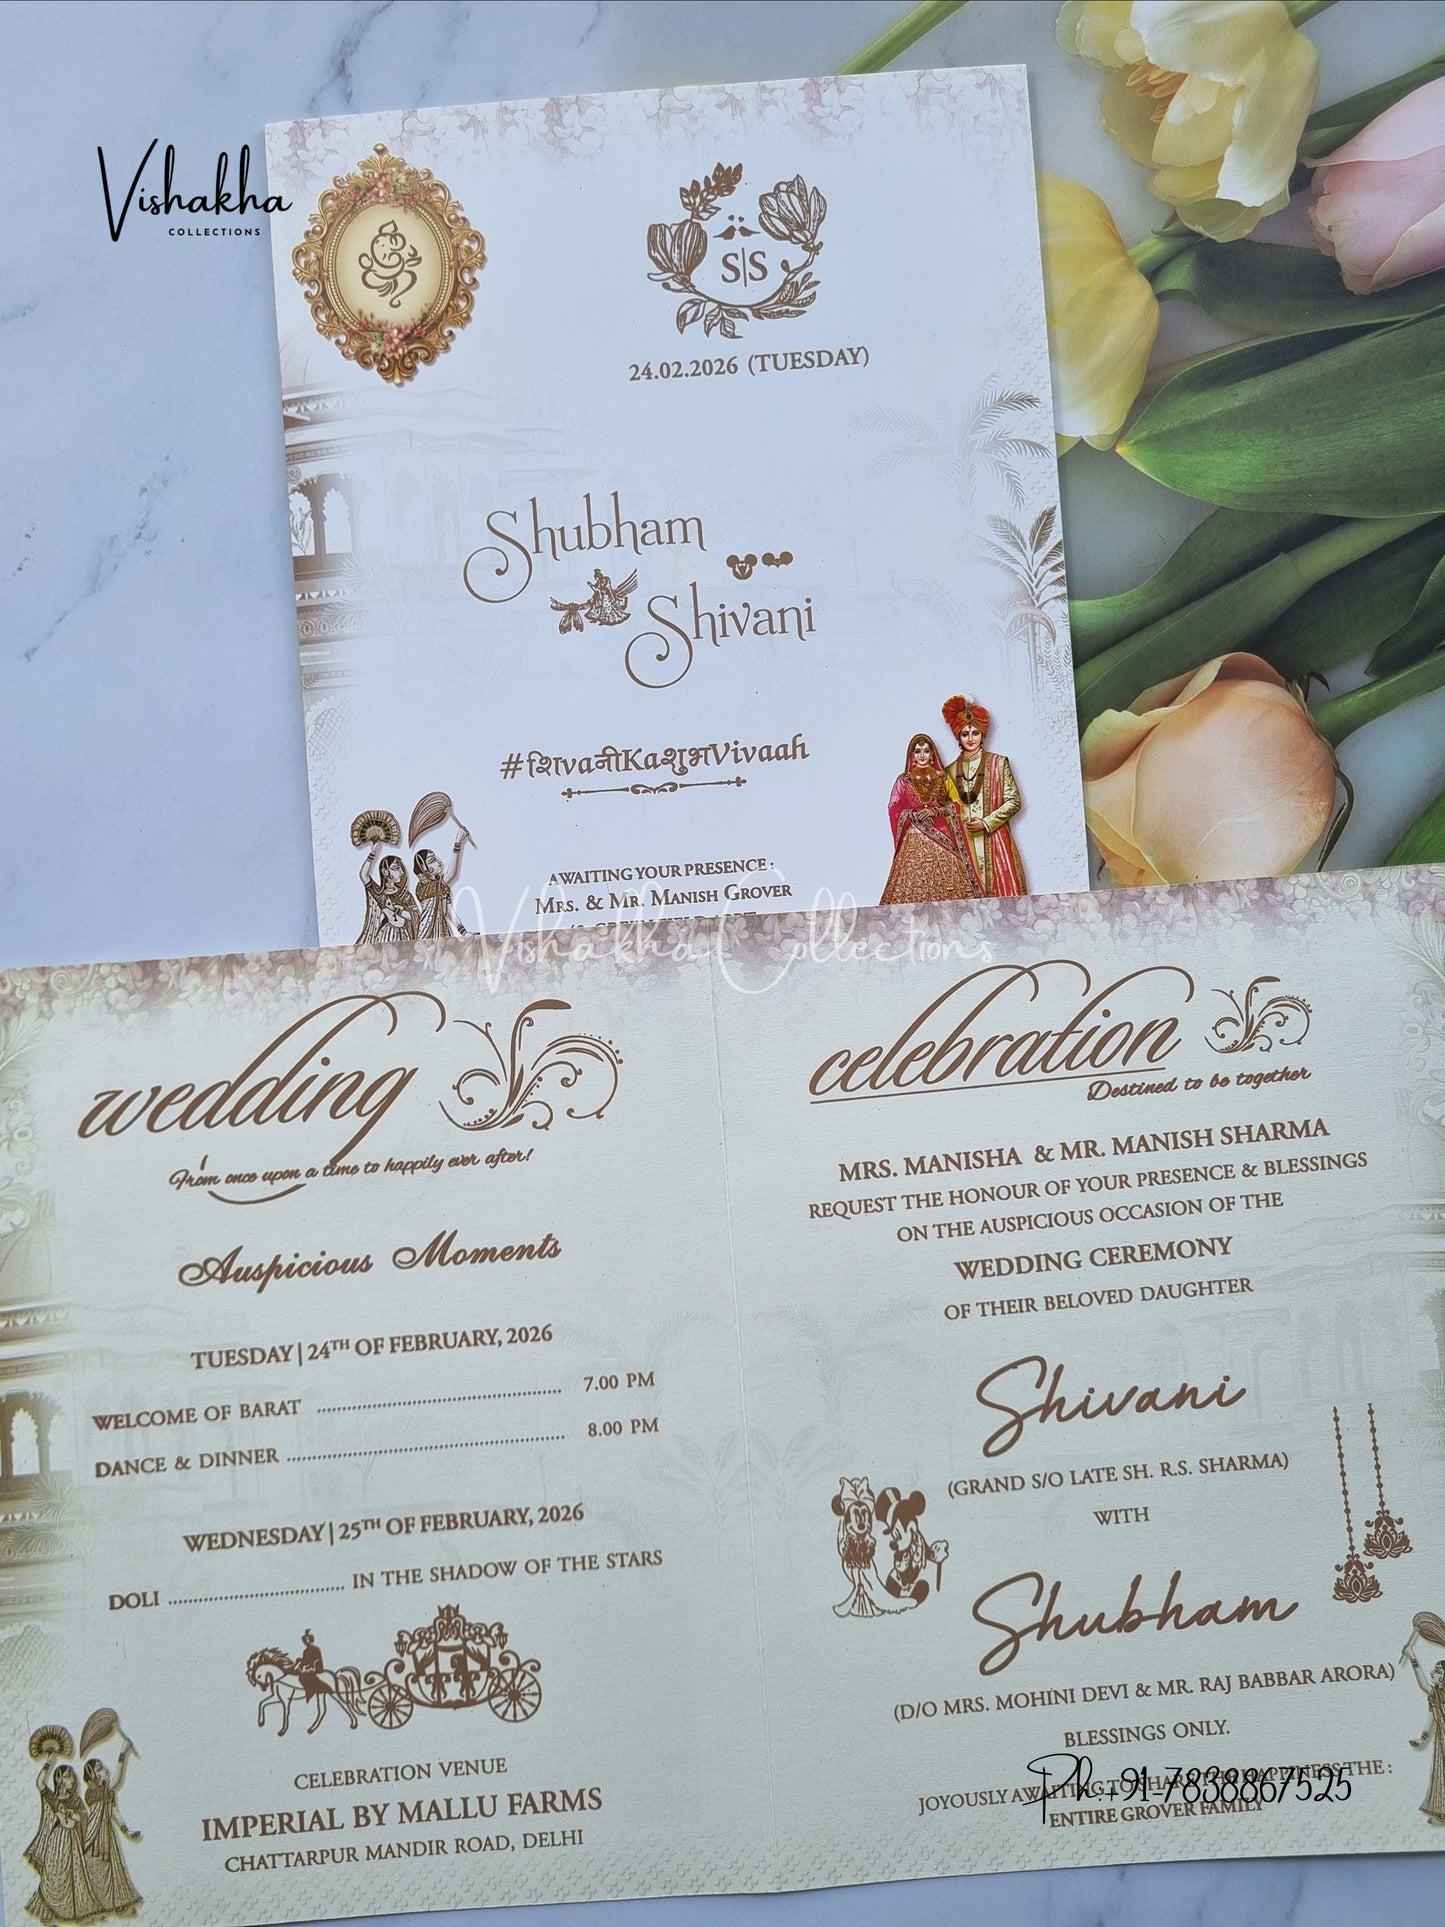 Vishakha
COLLECTIONS
S|S
24.02.2026 (TUESDAY)
Shubham
Shivani
#शिvaनीKaशुभVivaah
AWAITING YOUR PRESENCE :
MRS. & MR. MANISH GROVER
Vishakha Collections
wedding
From once upon a time to happily ever after!
Auspicious Moments
TUESDAY | 24TH OF FEBRUARY, 2026
WELCOME OF BARAT ........................ 7.00 PM
DANCE & DINNER ........................ 8.00 PM
WEDNESDAY | 25TH OF FEBRUARY, 2026
DOLI ........................ IN THE SHADOW OF THE STARS
CELEBRATION VENUE
IMPERIAL BY MALLU FARMS
CHATTARPUR MANDIR ROAD, DELHI
celebration
Destined to be together
MRS. MANISHA & MR. MANISH SHARMA
REQUEST THE HONOUR OF YOUR PRESENCE & BLESSINGS
ON THE AUSPICIOUS OCCASION OF THE
WEDDING CEREMONY
OF THEIR BELOVED DAUGHTER
Shivani
(GRAND S/O LATE SH. R.S. SHARMA)
WITH
Shubham
(D/O MRS. MOHINI DEVI & MR. RAJ BABBAR ARORA)
BLESSINGS ONLY.
JOYOUSLY AWAITING TO SHARE THE HAPPINESS THE :
ENTIRE GROVER FAMILY
Ph.+91-7838867525